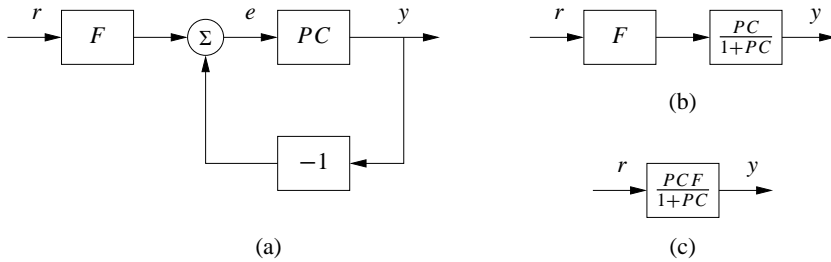 r F Σ e PC y
−1
(a)
r F PC/1+PC y
(b)
r PCF/1+PC y
(c)